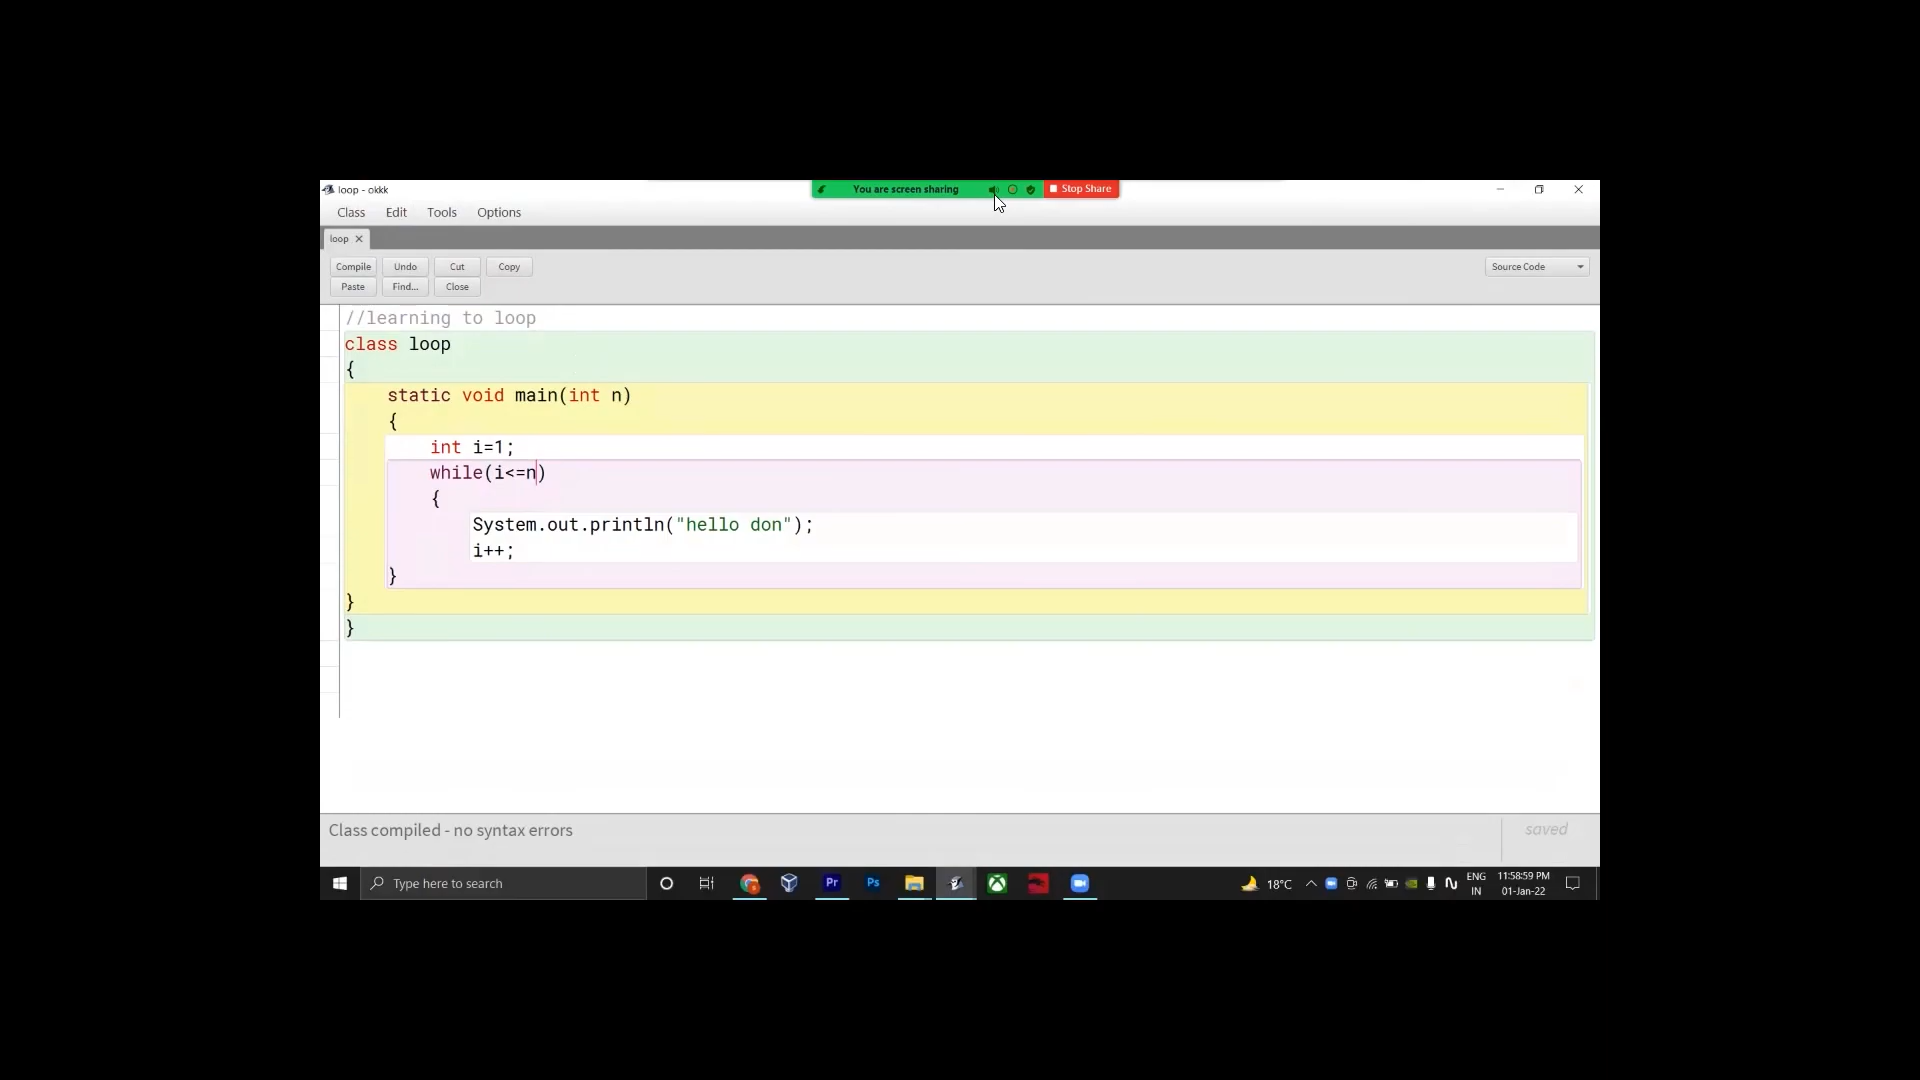 loop - okkk
You are screen sharing
Stop Share
Class Edit Tools Options
loop
Compile Undo Cut Copy
Source Code
Paste Find... Close
//learning to loop
class loop
{
static void main(int n)
{
int i=1;
while(i<=n)
{
System.out.println("hello don");
i++;
}
}
}
Class compiled - no syntax errors
saved
Type here to search
Pr
Ps
18°C
ENG
IN
11:58:59 PM
01-Jan-22